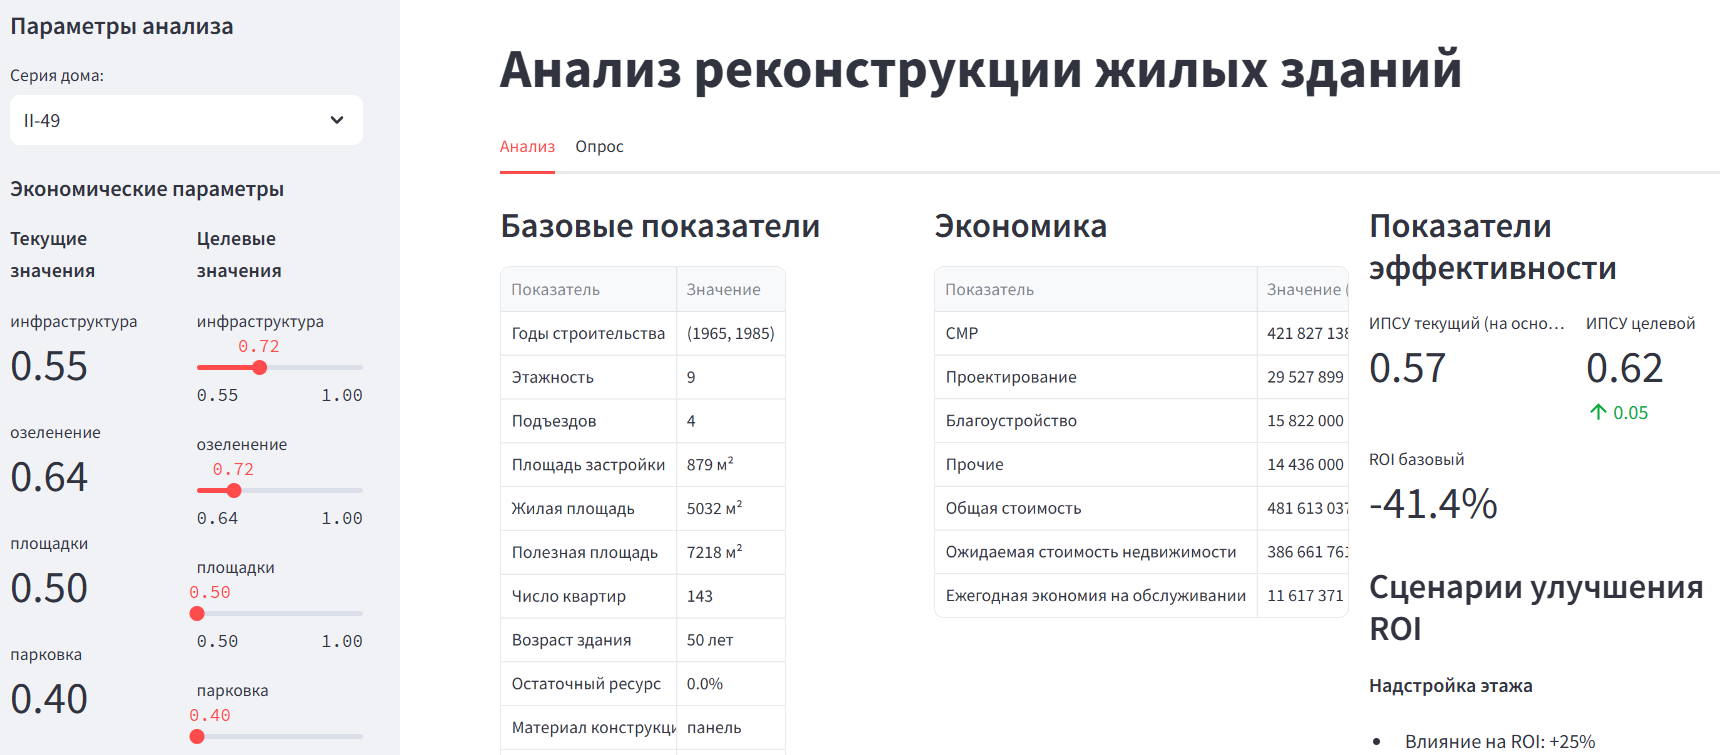 Параметры анализа
Серия дома:
II-49
Экономические параметры
Текущие
значения
инфраструктура
0.55
озеленение
0.64
площадки
0.50
парковка
0.40
Целевые
значения
инфраструктура
0.72
0.55 1.00
озеленение
0.72
0.64 1.00
площадки
0.50
0.50 1.00
парковка
0.40
Анализ реконструкции жилых зданий
Анализ Опрос
Базовые показатели
Показатель Значение
Годы строительства (1965, 1985)
Этажность 9
Подъездов 4
Площадь застройки 879 м²
Жилая площадь 5032 м²
Полезная площадь 7218 м²
Число квартир 143
Возраст здания 50 лет
Остаточный ресурс 0.0%
Материал конструкци панель
Экономика
Показатель Значение (
СМР 421 827 138
Проектирование 29 527 899
Благоустройство 15 822 000
Прочие 14 436 000
Общая стоимость 481 613 037
Ожидаемая стоимость недвижимости 386 661 761
Ежегодная экономия на обслуживании 11 617 371
Показатели
эффективности
ИПСУ текущий (на осно...
0.57
ИПСУ целевой
0.62
↑ 0.05
ROI базовый
-41.4%
Сценарии улучшения
ROI
Надстройка этажа
• Влияние на ROI: +25%